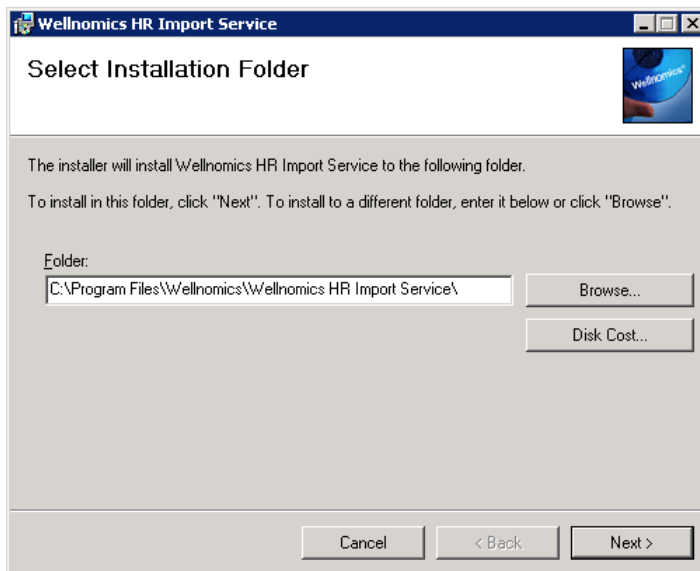 Wellnomics HR Import Service
Select Installation Folder
Wellnomics®
The installer will install Wellnomics HR Import Service to the following folder.
To install in this folder, click "Next". To install to a different folder, enter it below or click "Browse".
Folder:
C:\Program Files\Wellnomics\Wellnomics HR Import Service\
Browse...
Disk Cost...
Cancel
< Back
Next >